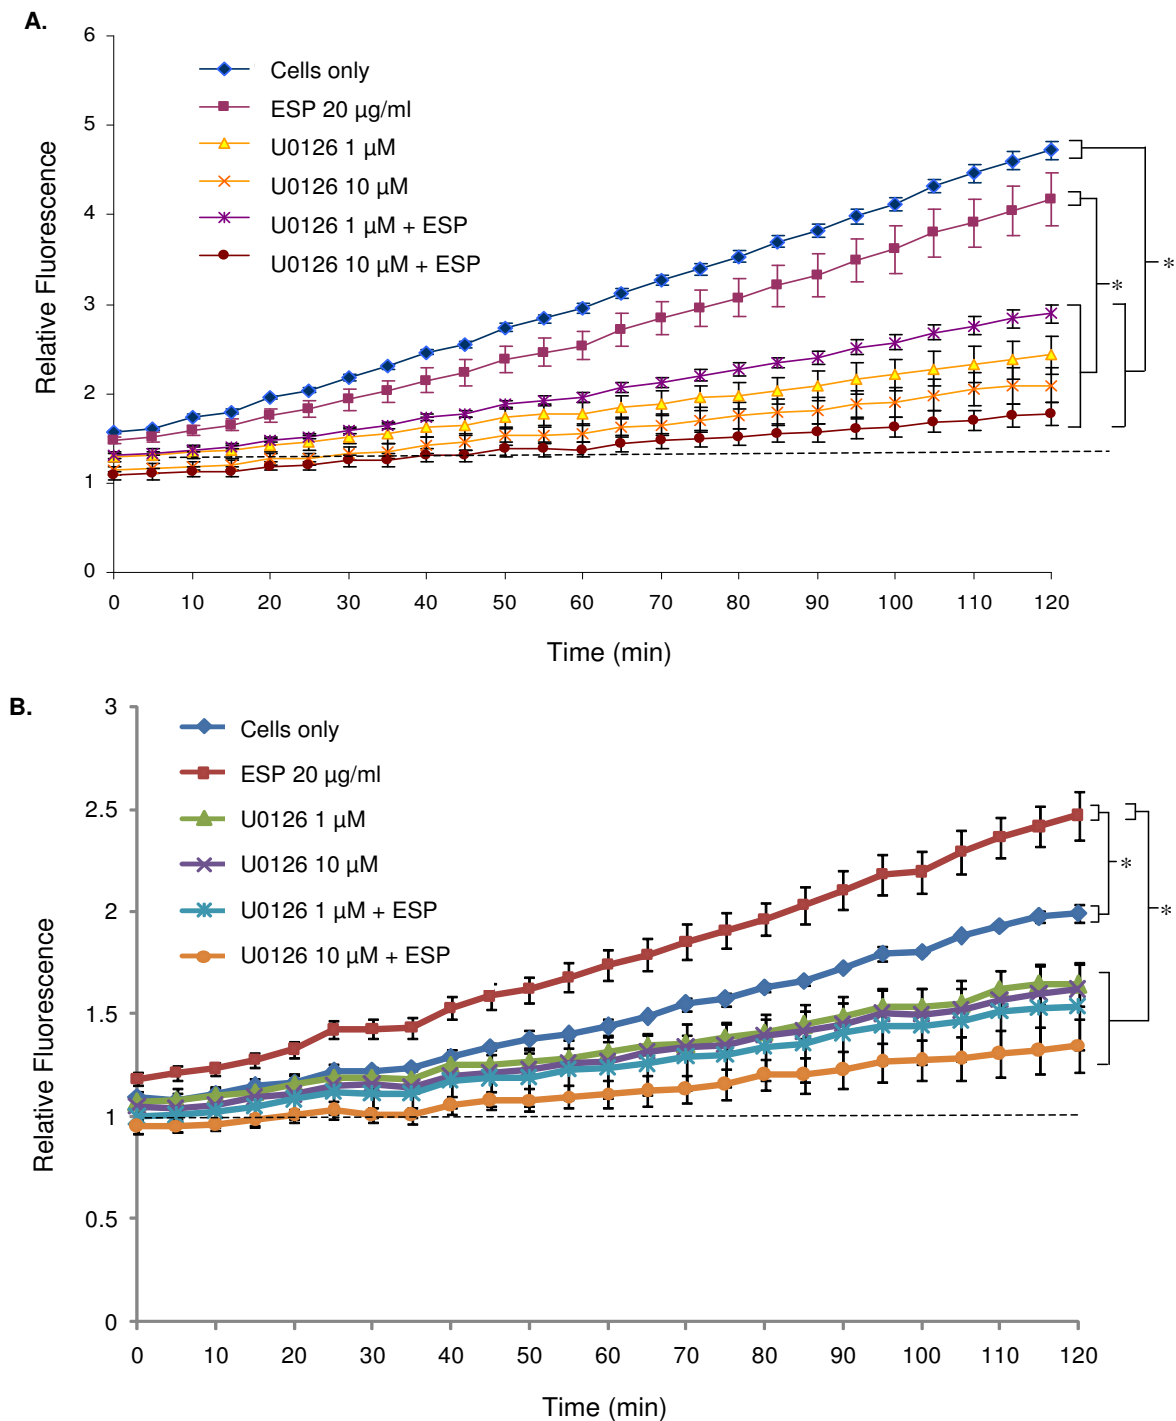 A.
6
5
4
3
2
1
0
Relative Fluorescence
Cells only
ESP 20 µg/ml
U0126 1 µM
U0126 10 µM
U0126 1 µM + ESP
U0126 10 µM + ESP
*
*
0 10 20 30 40 50 60 70 80 90 100 110 120
Time (min)
B.
3
2.5
2
1.5
1
0.5
0
Relative Fluorescence
Cells only
ESP 20 µg/ml
U0126 1 µM
U0126 10 µM
U0126 1 µM + ESP
U0126 10 µM + ESP
*
*
0 10 20 30 40 50 60 70 80 90 100 110 120
Time (min)